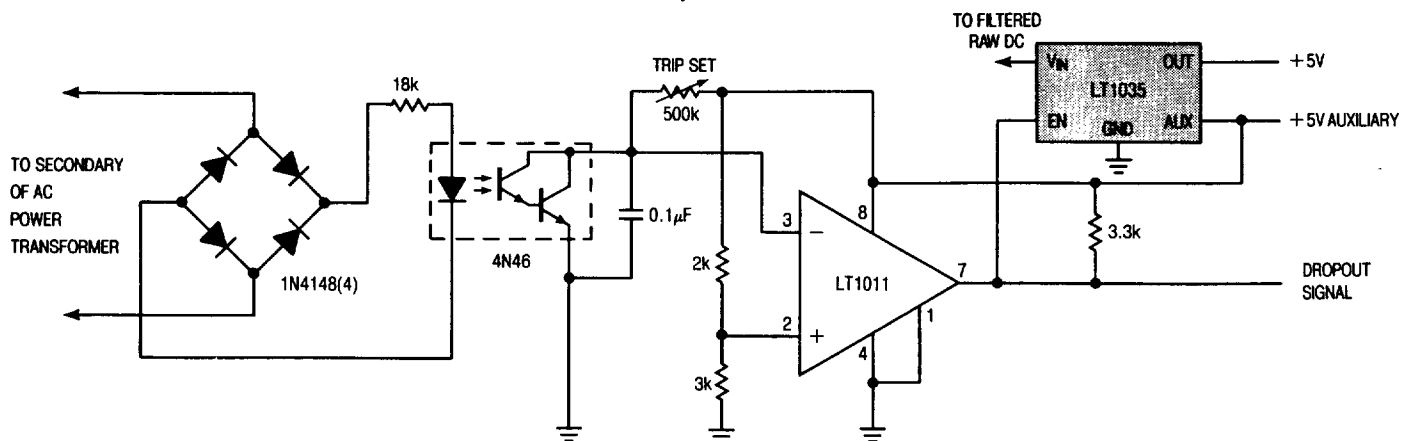 TO FILTERED
RAW DC
VIN
OUT
+5V
LT1035
EN
GND
AUX
+5V AUXILIARY
TRIP SET
500k
18k
TO SECONDARY
OF AC
POWER
TRANSFORMER
1N4148(4)
4N46
0.1µF
3
8
2k
LT1011
7
3.3k
DROPOUT
SIGNAL
2
1
4
3k
−
+